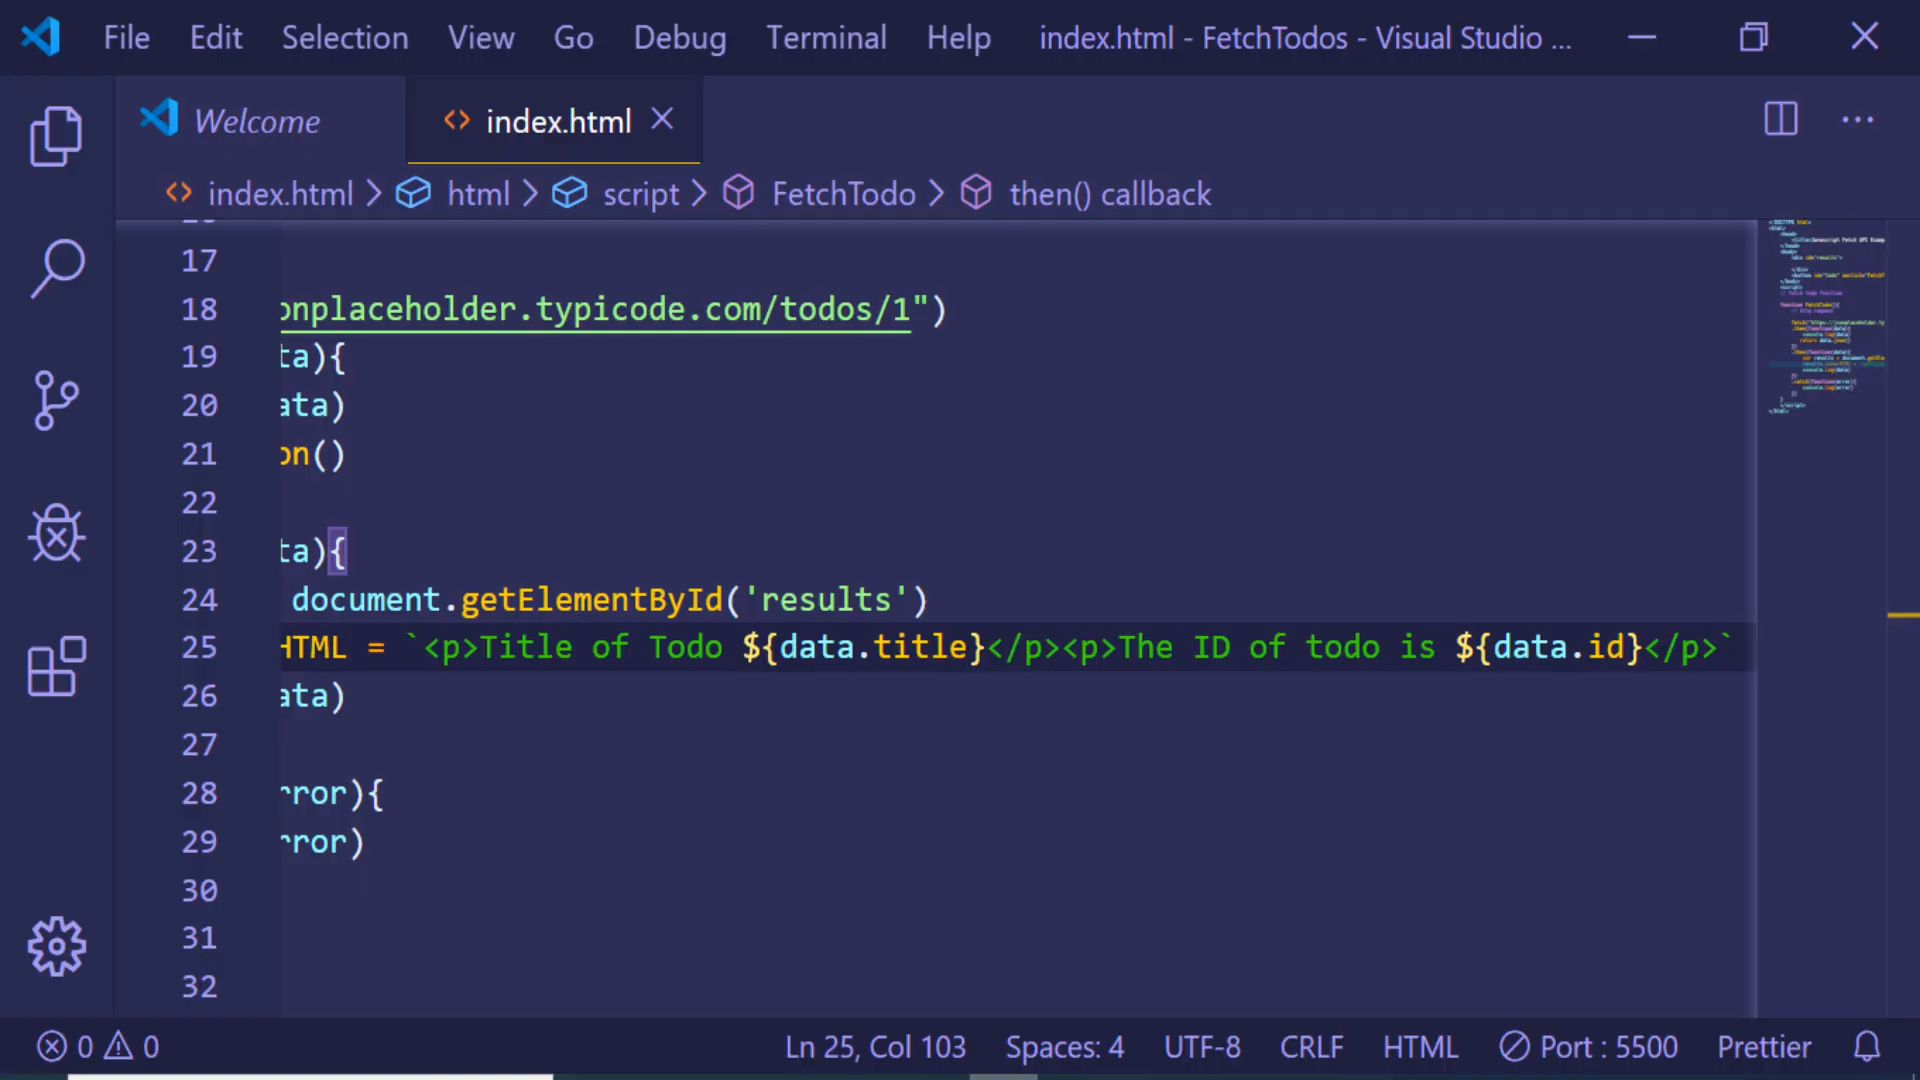 File Edit Selection View Go Debug Terminal Help index.html - FetchTodos - Visual Studio ...
Welcome index.html
index.html html script FetchTodo then() callback
17
18 onplaceholder.typicode.com/todos/1")
19 ta){
20 ata)
21 on()
22
23 ta){
24 document.getElementById('results')
25 HTML = `<p>Title of Todo ${data.title}</p><p>The ID of todo is ${data.id}</p>`
26 ata)
27
28 rror){
29 rror)
30
31
32
0 0 Ln 25, Col 103 Spaces: 4 UTF-8 CRLF HTML Port : 5500 Prettier